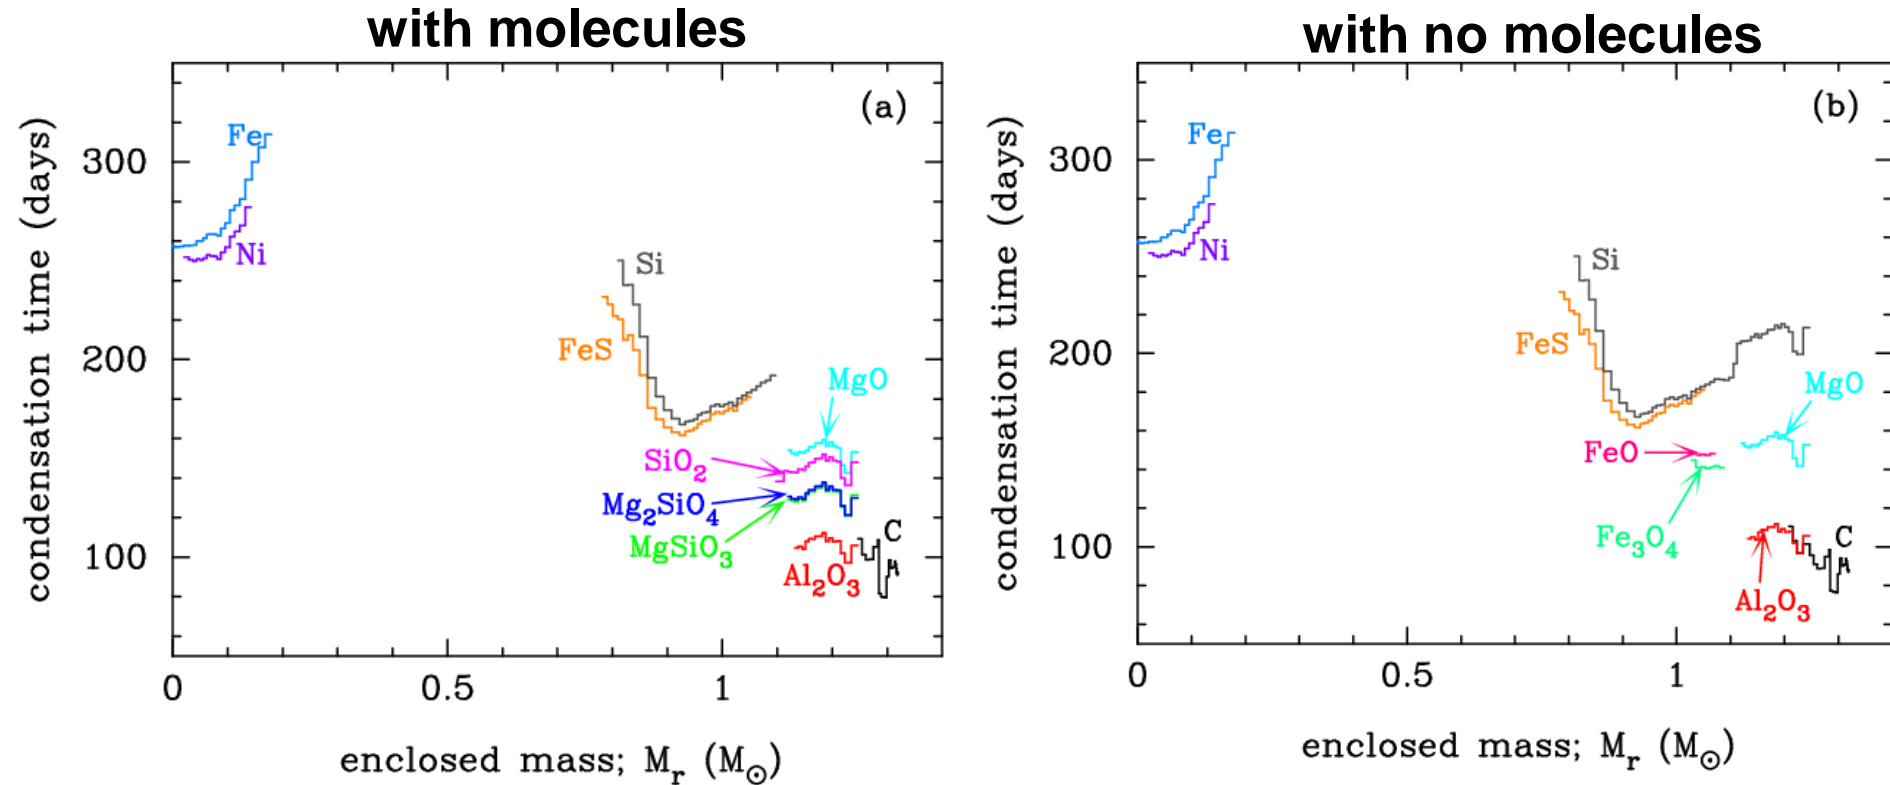 with molecules
(a)
condensation time (days)
300
200
100
Fe
Ni
Si
FeS
MgO
SiO₂
Mg₂SiO₄
MgSiO₃
C
Al₂O₃
0
0.5
1
enclosed mass; Mᵣ (M☉)
with no molecules
(b)
condensation time (days)
300
200
100
Fe
Ni
Si
FeS
MgO
FeO
Fe₃O₄
C
Al₂O₃
0
0.5
1
enclosed mass; Mᵣ (M☉)